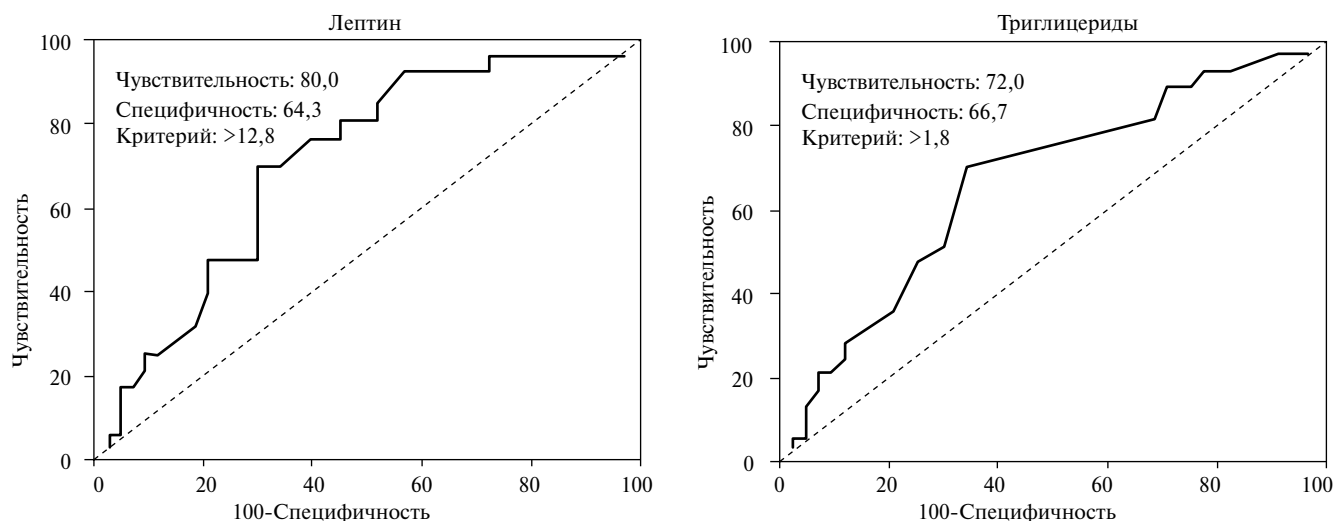 Лептин
100
80
60
40
20
0
Чувствительность
Чувствительность: 80,0
Специфичность: 64,3
Критерий: >12,8
0 20 40 60 80 100
100-Специфичность
Триглицериды
100
80
60
40
20
0
Чувствительность
Чувствительность: 72,0
Специфичность: 66,7
Критерий: >1,8
0 20 40 60 80 100
100-Специфичность